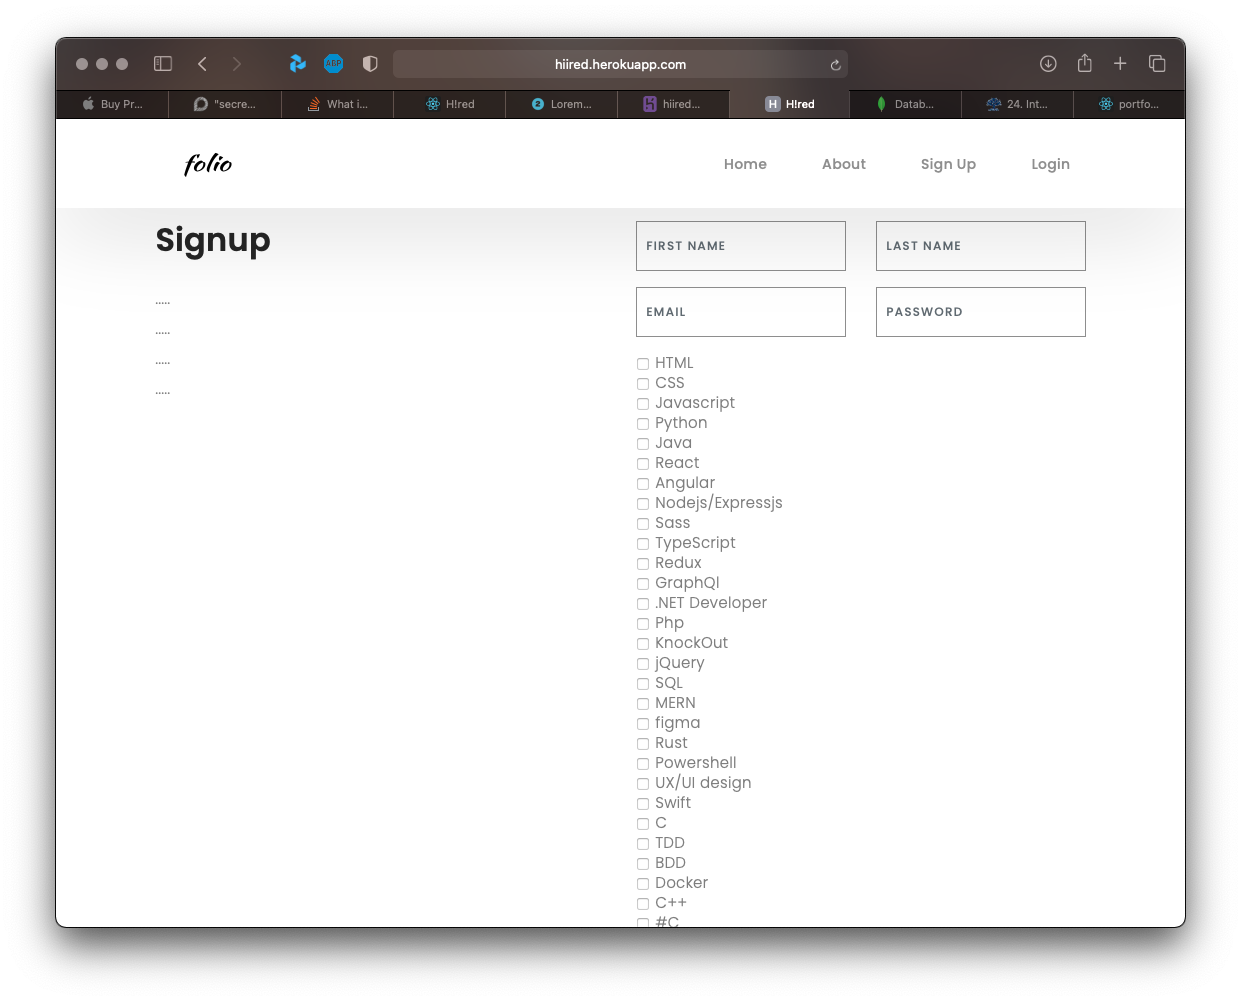 hiired.herokuapp.com
Buy Pr...
"secre...
What i...
H!red
Lorem...
hiired...
H!red
Datab...
24. Int...
portfo...
folio
Home
About
Sign Up
Login
Signup
.....
.....
.....
.....
FIRST NAME
LAST NAME
EMAIL
PASSWORD
HTML
CSS
Javascript
Python
Java
React
Angular
Nodejs/Expressjs
Sass
TypeScript
Redux
GraphQl
.NET Developer
Php
KnockOut
jQuery
SQL
MERN
figma
Rust
Powershell
UX/UI design
Swift
C
TDD
BDD
Docker
C++
#C